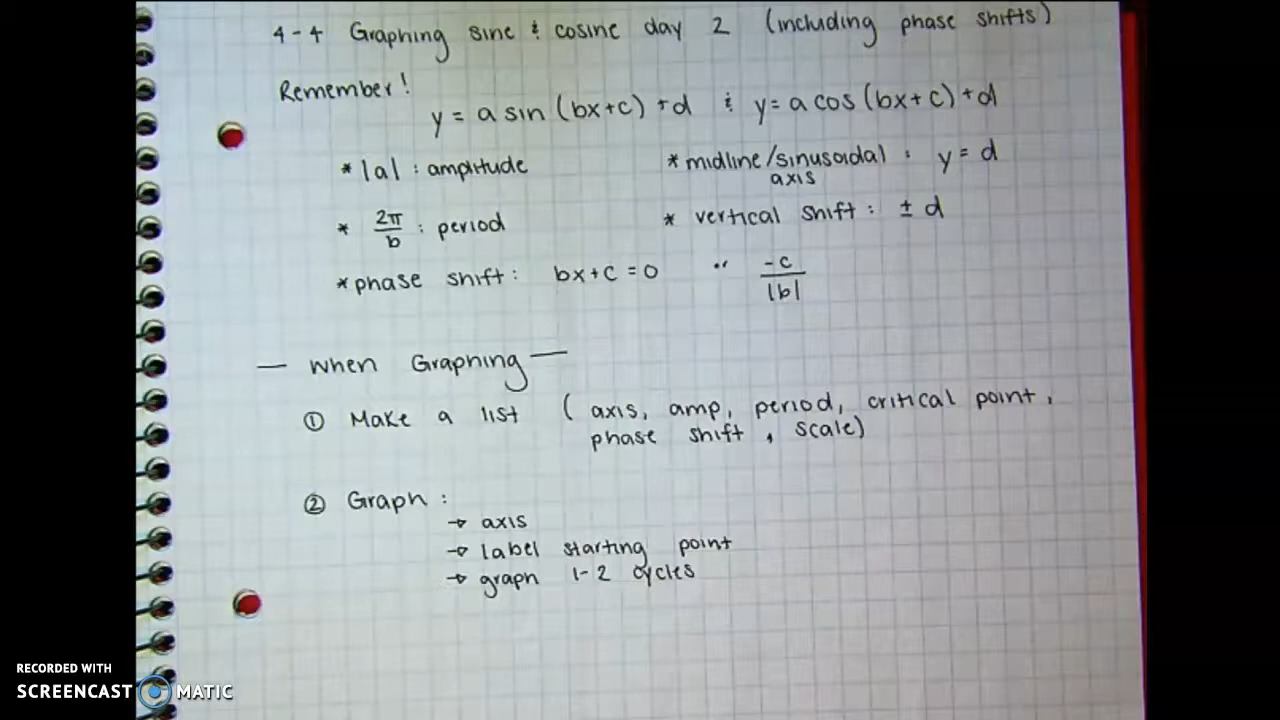 4-4 Graphing sine & cosine day 2 (including phase shifts)
Remember!
y = a sin (bx+c) + d & y = a cos (bx+c) + d
* |a| : amplitude
* midline/sinusoidal axis : y = d
* 2π/b : period
* vertical shift : ± d
* phase shift : bx+c = 0 or -c/|b|
— When Graphing —
① Make a list (axis, amp, period, critical point,
phase shift, scale)
② Graph :
→ axis
→ label starting point
→ graph 1-2 cycles
RECORDED WITH
SCREENCAST MATIC